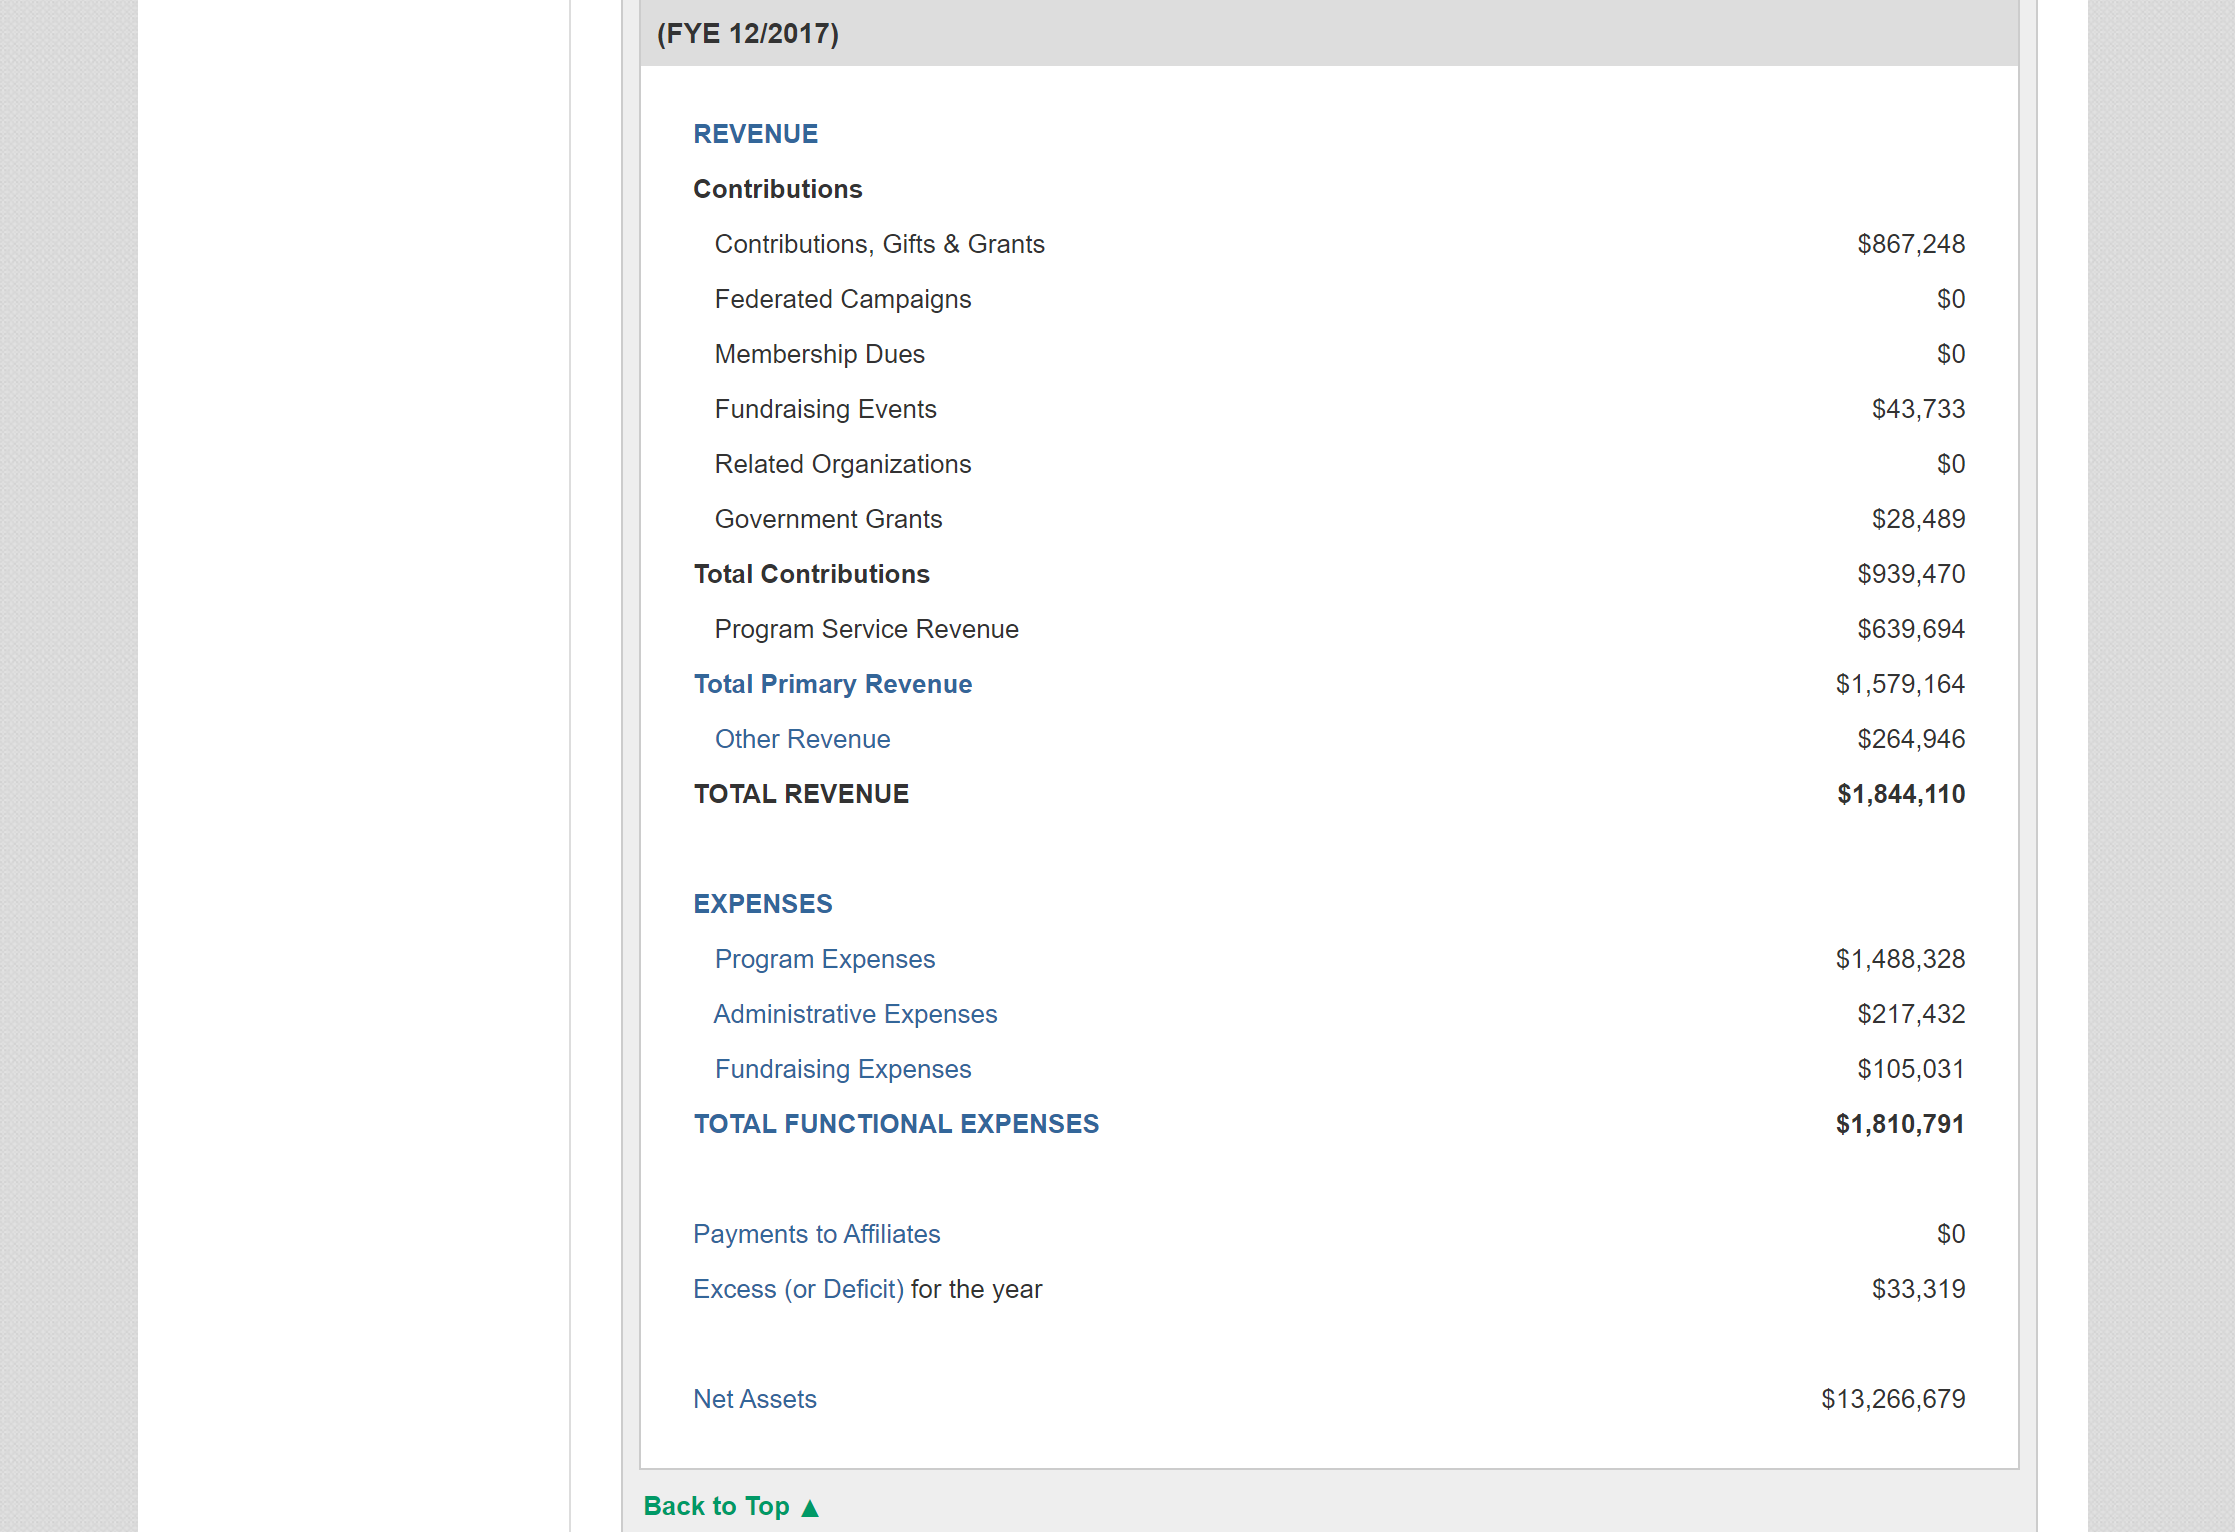 (FYE 12/2017)
REVENUE
Contributions
Contributions, Gifts & Grants $867,248
Federated Campaigns $0
Membership Dues $0
Fundraising Events $43,733
Related Organizations $0
Government Grants $28,489
Total Contributions $939,470
Program Service Revenue $639,694
Total Primary Revenue $1,579,164
Other Revenue $264,946
TOTAL REVENUE $1,844,110
EXPENSES
Program Expenses $1,488,328
Administrative Expenses $217,432
Fundraising Expenses $105,031
TOTAL FUNCTIONAL EXPENSES $1,810,791
Payments to Affiliates $0
Excess (or Deficit) for the year $33,319
Net Assets $13,266,679
Back to Top ▲